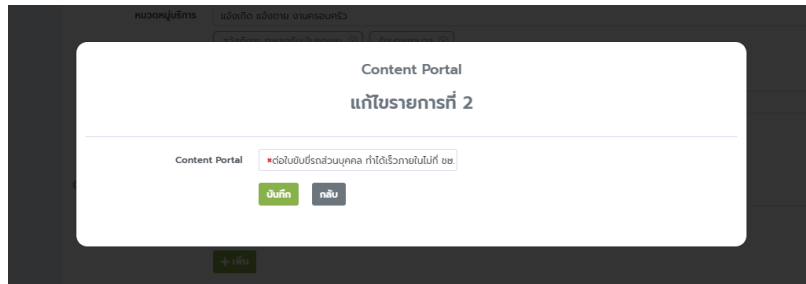 หมวดหมู่บริการ แจ้งเกิด แจ้งตาย งานครอบครัว
Content Portal
แก้ไขรายการที่ 2
Content Portal *ต่อใบขับขี่รถส่วนบุคคล ทำได้เร็วภายในไม่กี่ ชช.
บันทึก กลับ
+ เพิ่ม